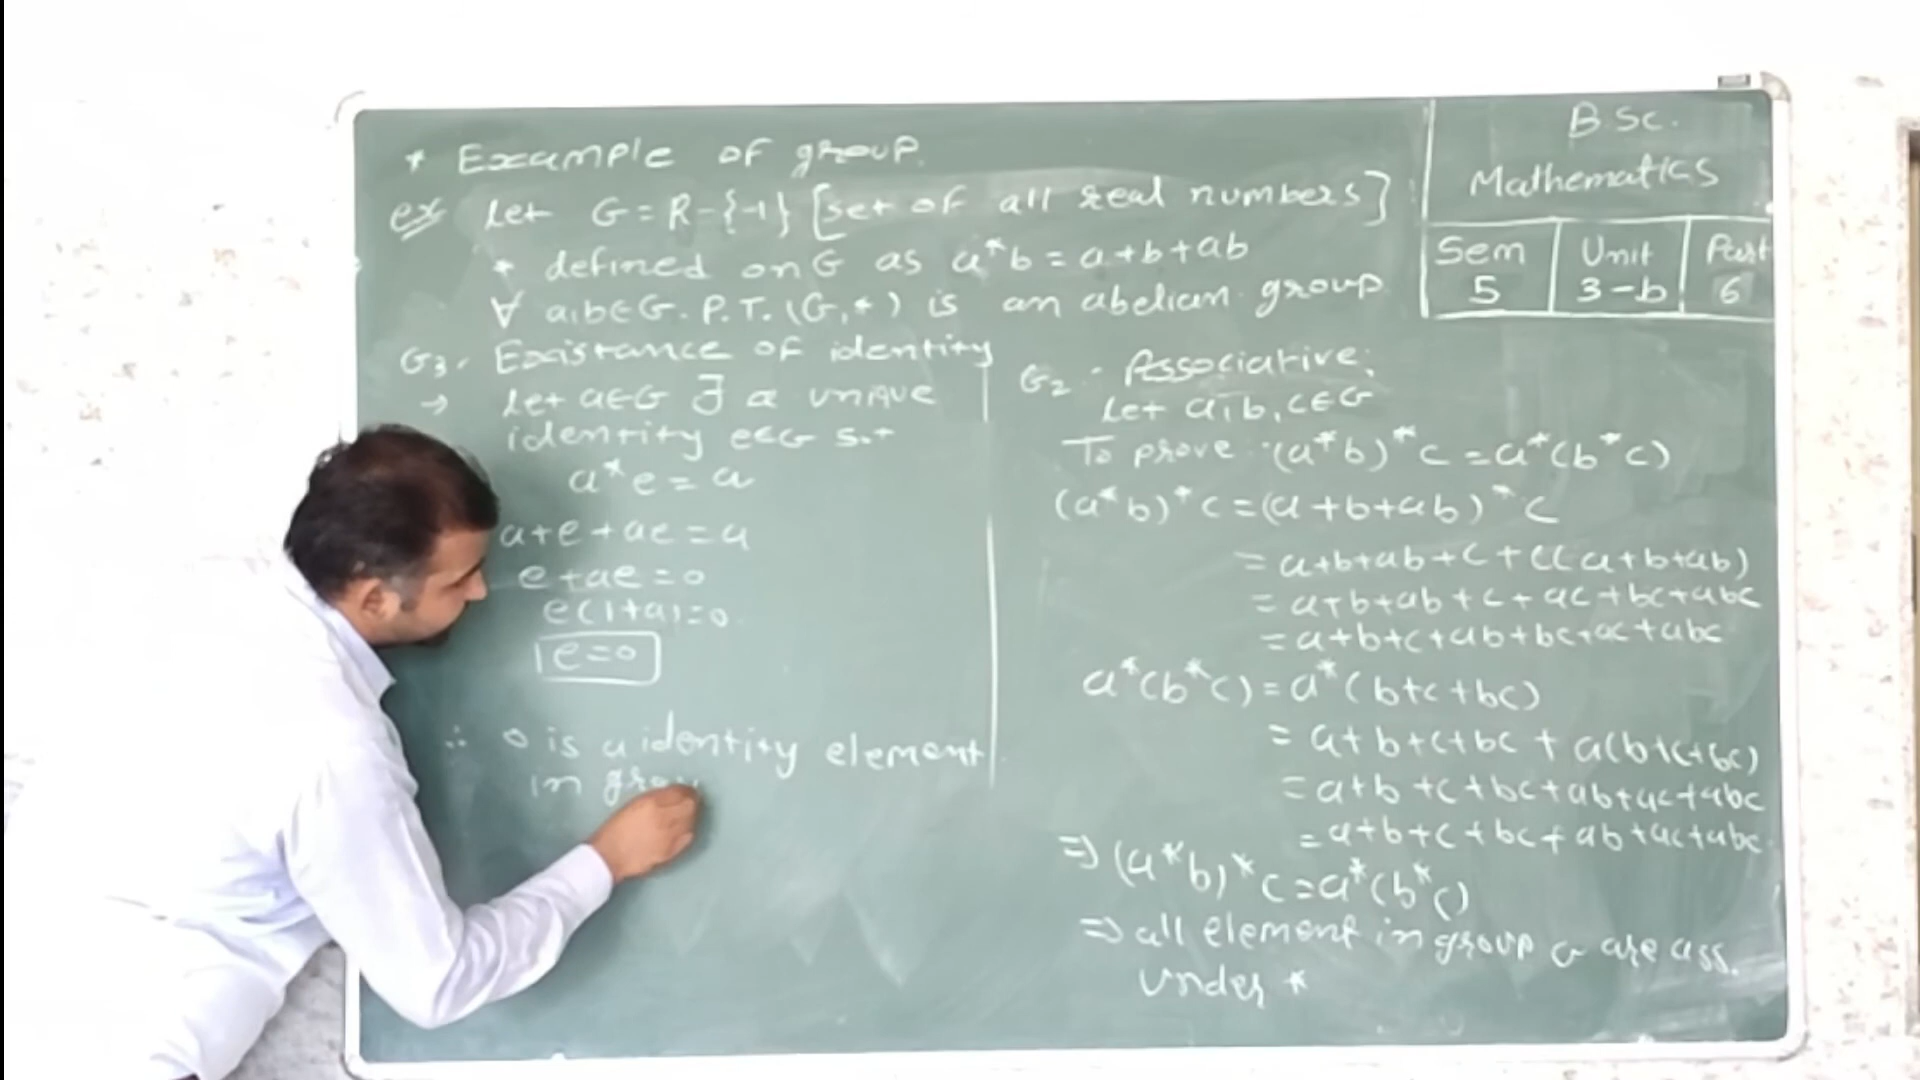 * Example of group.
ex Let G = R-{-1} [set of all real numbers]
* defined on G as a*b = a+b+ab
∀ a,b∈G. P.T. (G,*) is an abelian group
G3. Existance of identity
→ Let a∈G ∃ a unique
identity e∈G s.t
a*e = a
a+e+ae = a
e+ae = 0
e(1+a) = 0
e=0
∴ 0 is a identity element
in grou
G2 - Associative:
Let a,b,c∈G
To prove :(a*b)*c = a*(b*c)
(a*b)*c = (a+b+ab)*c
= a+b+ab+c+c(a+b+ab)
= a+b+ab+c+ac+bc+abc
= a+b+c+ab+bc+ac+abc
a*(b*c) = a*(b+c+bc)
= a+b+c+bc + a(b+c+bc)
= a+b+c+bc+ab+ac+abc
= a+b+c+bc+ab+ac+abc
⇒ (a*b)*c = a*(b*c)
⇒ all element in group G are ass.
under *
B.Sc.
Mathematics
Sem Unit Part
5 3-b 6